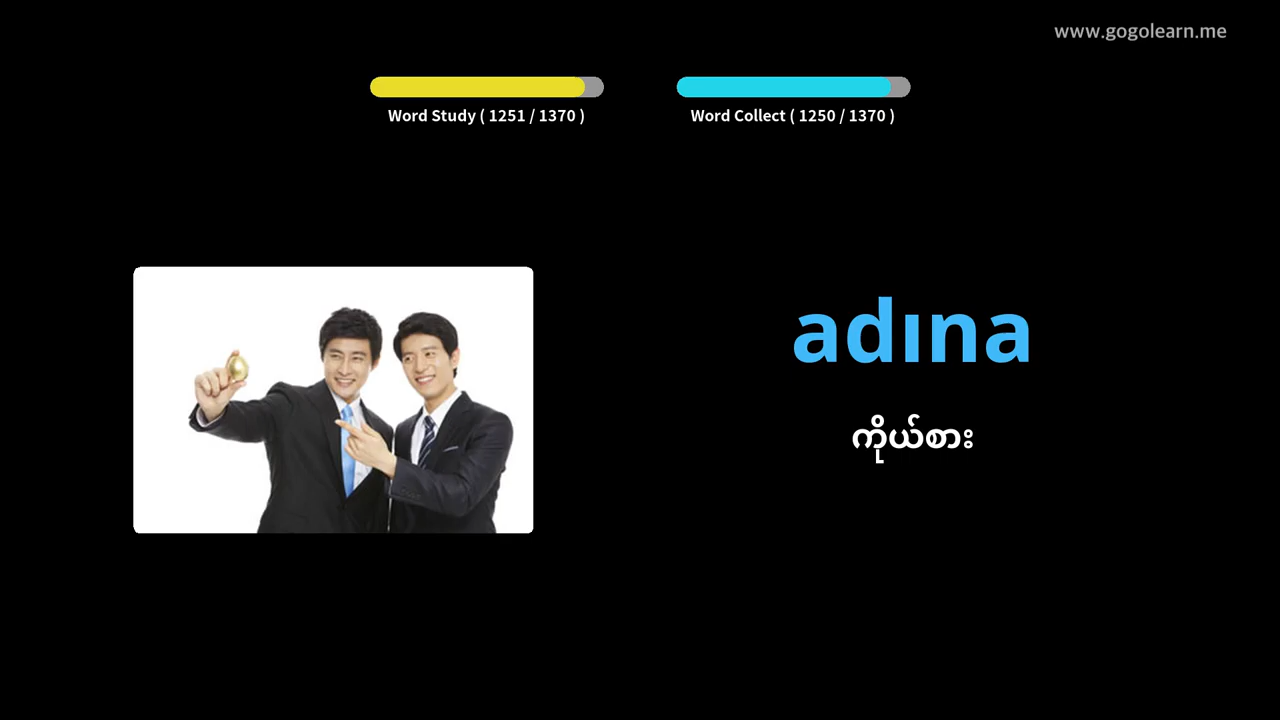 www.gogolearn.me
Word Study ( 1251 / 1370 )
Word Collect ( 1250 / 1370 )
adına
ကိုယ်စား